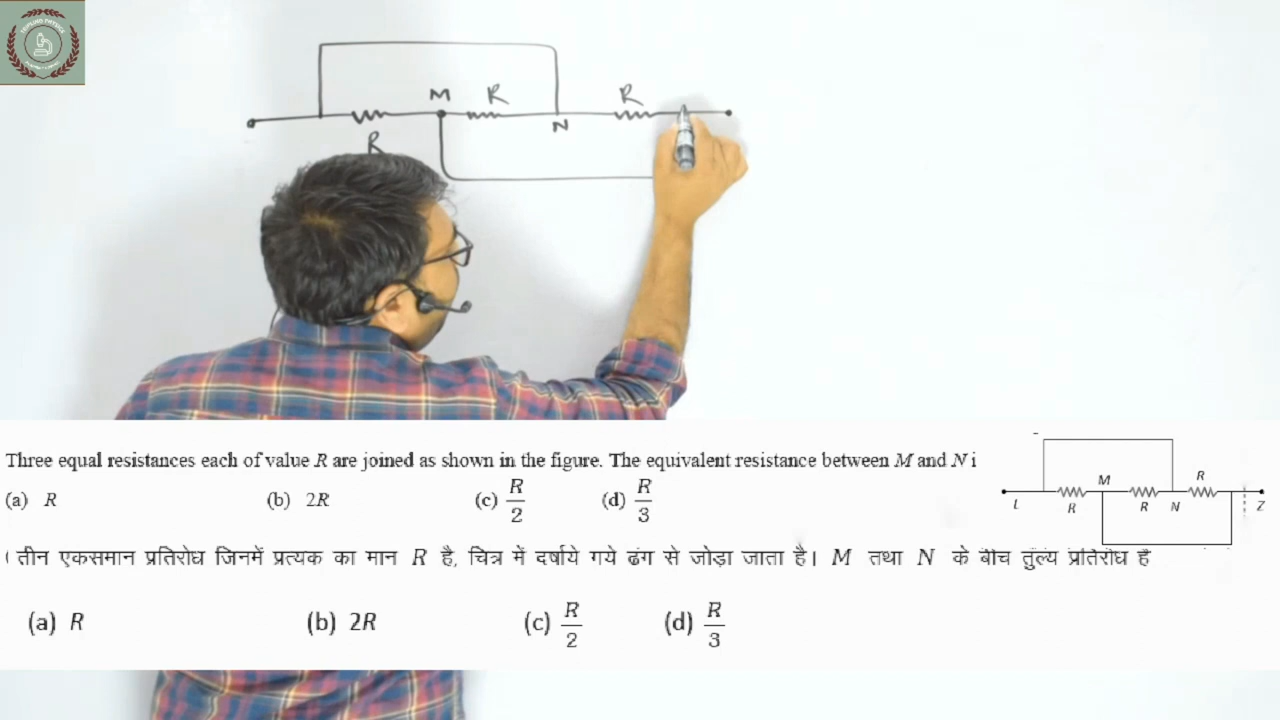 M R R
N
R
Three equal resistances each of value R are joined as shown in the figure. The equivalent resistance between M and N i
(a) R (b) 2R (c) R/2 (d) R/3
M R
L R R N Z
तीन एकसमान प्रतिरोध जिनमें प्रत्येक का मान R है, चित्र में दर्षाये गये ढंग से जोड़ा जाता है। M तथा N के बीच तुल्य प्रतिरोध है
(a) R (b) 2R (c) R/2 (d) R/3